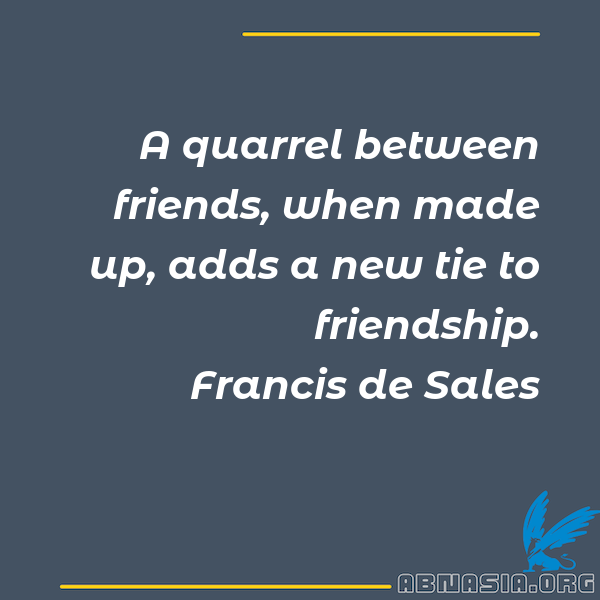 A quarrel between
friends, when made
up, adds a new tie to
friendship.
Francis de Sales
ABNASIA.ORG